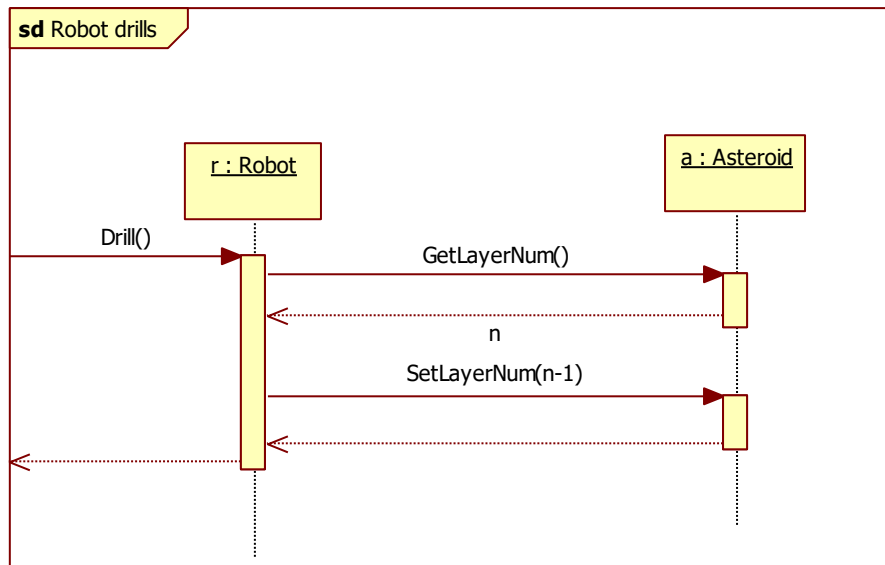 sd Robot drills
r : Robot
a : Asteroid
Drill()
GetLayerNum()
n
SetLayerNum(n-1)